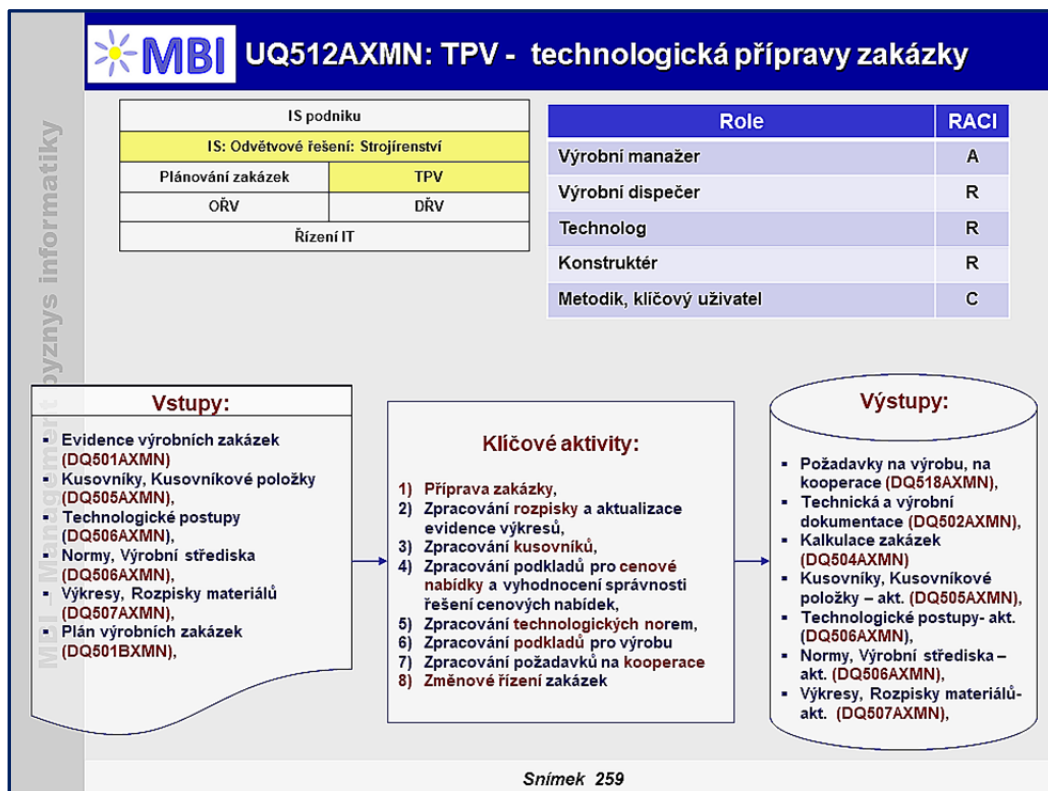 MBI
UQ512AXMN: TPV - technologická přípravy zakázky
MBI – Management byznys informatiky
IS podniku
IS: Odvětvové řešení: Strojírenství
Plánování zakázek
TPV
OŘV
DŘV
Řízení IT
Role
RACI
Výrobní manažer
A
Výrobní dispečer
R
Technolog
R
Konstruktér
R
Metodik, klíčový uživatel
C
Vstupy:
▪ Evidence výrobních zakázek
(DQ501AXMN)
▪ Kusovníky, Kusovníkové položky
(DQ505AXMN),
▪ Technologické postupy
(DQ506AXMN),
▪ Normy, Výrobní střediska
(DQ506AXMN),
▪ Výkresy, Rozpisky materiálů
(DQ507AXMN),
▪ Plán výrobních zakázek
(DQ501BXMN),
Klíčové aktivity:
1) Příprava zakázky,
2) Zpracování rozpisky a aktualizace
evidence výkresů,
3) Zpracování kusovníků,
4) Zpracování podkladů pro cenové
nabídky a vyhodnocení správnosti
řešení cenových nabídek,
5) Zpracování technologických norem,
6) Zpracování podkladů pro výrobu
7) Zpracování požadavků na kooperace
8) Změnové řízení zakázek
Výstupy:
▪ Požadavky na výrobu, na
kooperace (DQ518AXMN),
▪ Technická a výrobní
dokumentace (DQ502AXMN),
▪ Kalkulace zakázek
(DQ504AXMN)
▪ Kusovníky, Kusovníkové
položky – akt. (DQ505AXMN),
▪ Technologické postupy- akt.
(DQ506AXMN),
▪ Normy, Výrobní střediska –
akt. (DQ506AXMN),
▪ Výkresy, Rozpisky materiálů-
akt. (DQ507AXMN),
Snímek 259